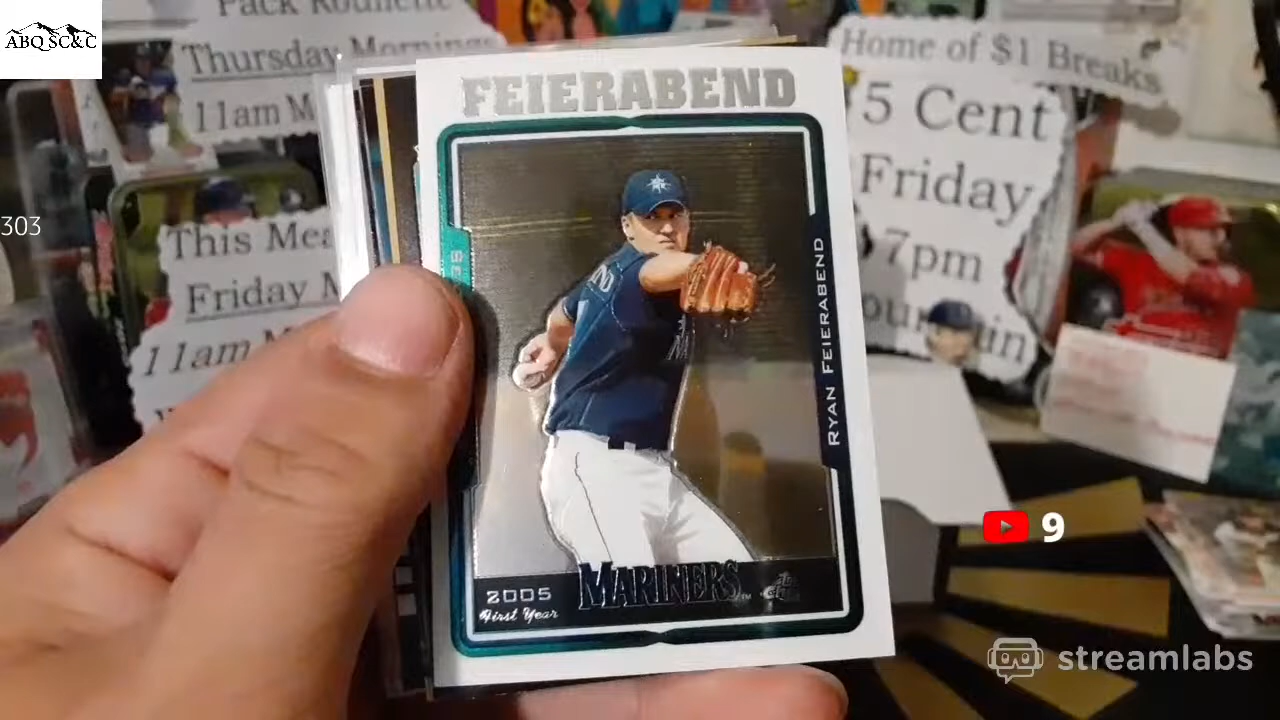 ABQ SC&C
Pack Roulette
Thursday Mornings
11am M
303
This Mea
Friday M
11am M
Home of $1 Breaks
5 Cent
Friday
7pm
FEIERABEND
RYAN FEIERABEND
MARINERS
2005
First Year
9
streamlabs